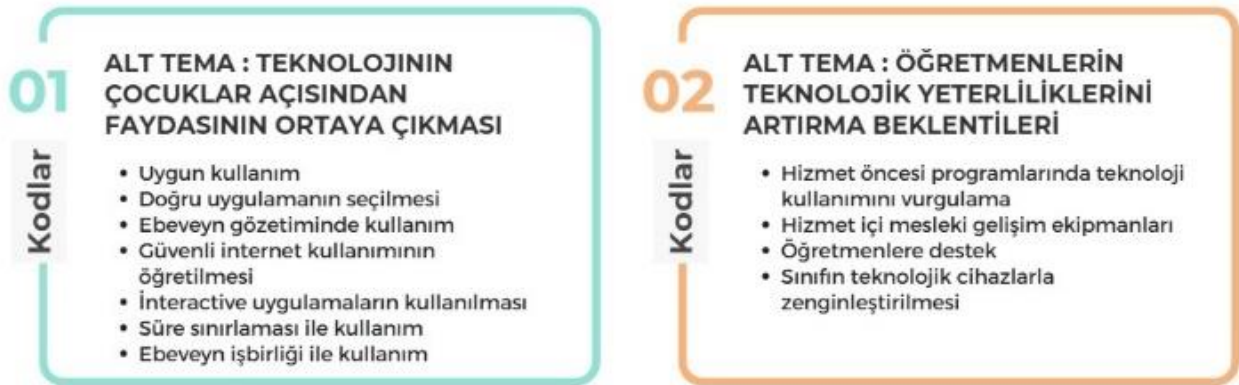 01
ALT TEMA : TEKNOLOJININ
ÇOCUKLAR AÇISINDAN
FAYDASININ ORTAYA ÇIKMASI
Kodlar
• Uygun kullanım
• Doğru uygulamanın seçilmesi
• Ebeveyn gözetiminde kullanım
• Güvenli internet kullanımının
öğretilmesi
• İnteractive uygulamaların kullanılması
• Süre sınırlaması ile kullanım
• Ebeveyn işbirliği ile kullanım
02
ALT TEMA : ÖĞRETMENLERİN
TEKNOLOJİK YETERLİLİKLERİNİ
ARTIRMA BEKLENTİLERİ
Kodlar
• Hizmet öncesi programlarında teknoloji
kullanımını vurgulama
• Hizmet içi mesleki gelişim ekipmanları
• Öğretmenlere destek
• Sınıfın teknolojik cihazlarla
zenginleştirilmesi